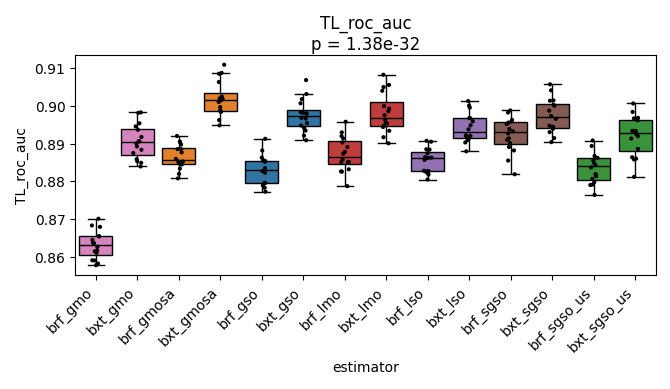 TL_roc_auc
p = 1.38e-32
TL_roc_auc
0.91
0.90
0.89
0.88
0.87
0.86
brf_gmo
bxt_gmo
brf_gmosa
bxt_gmosa
brf_gso
bxt_gso
brf_lmo
bxt_lmo
brf_lso
bxt_lso
brf_sgso
bxt_sgso
brf_sgso_us
bxt_sgso_us
estimator